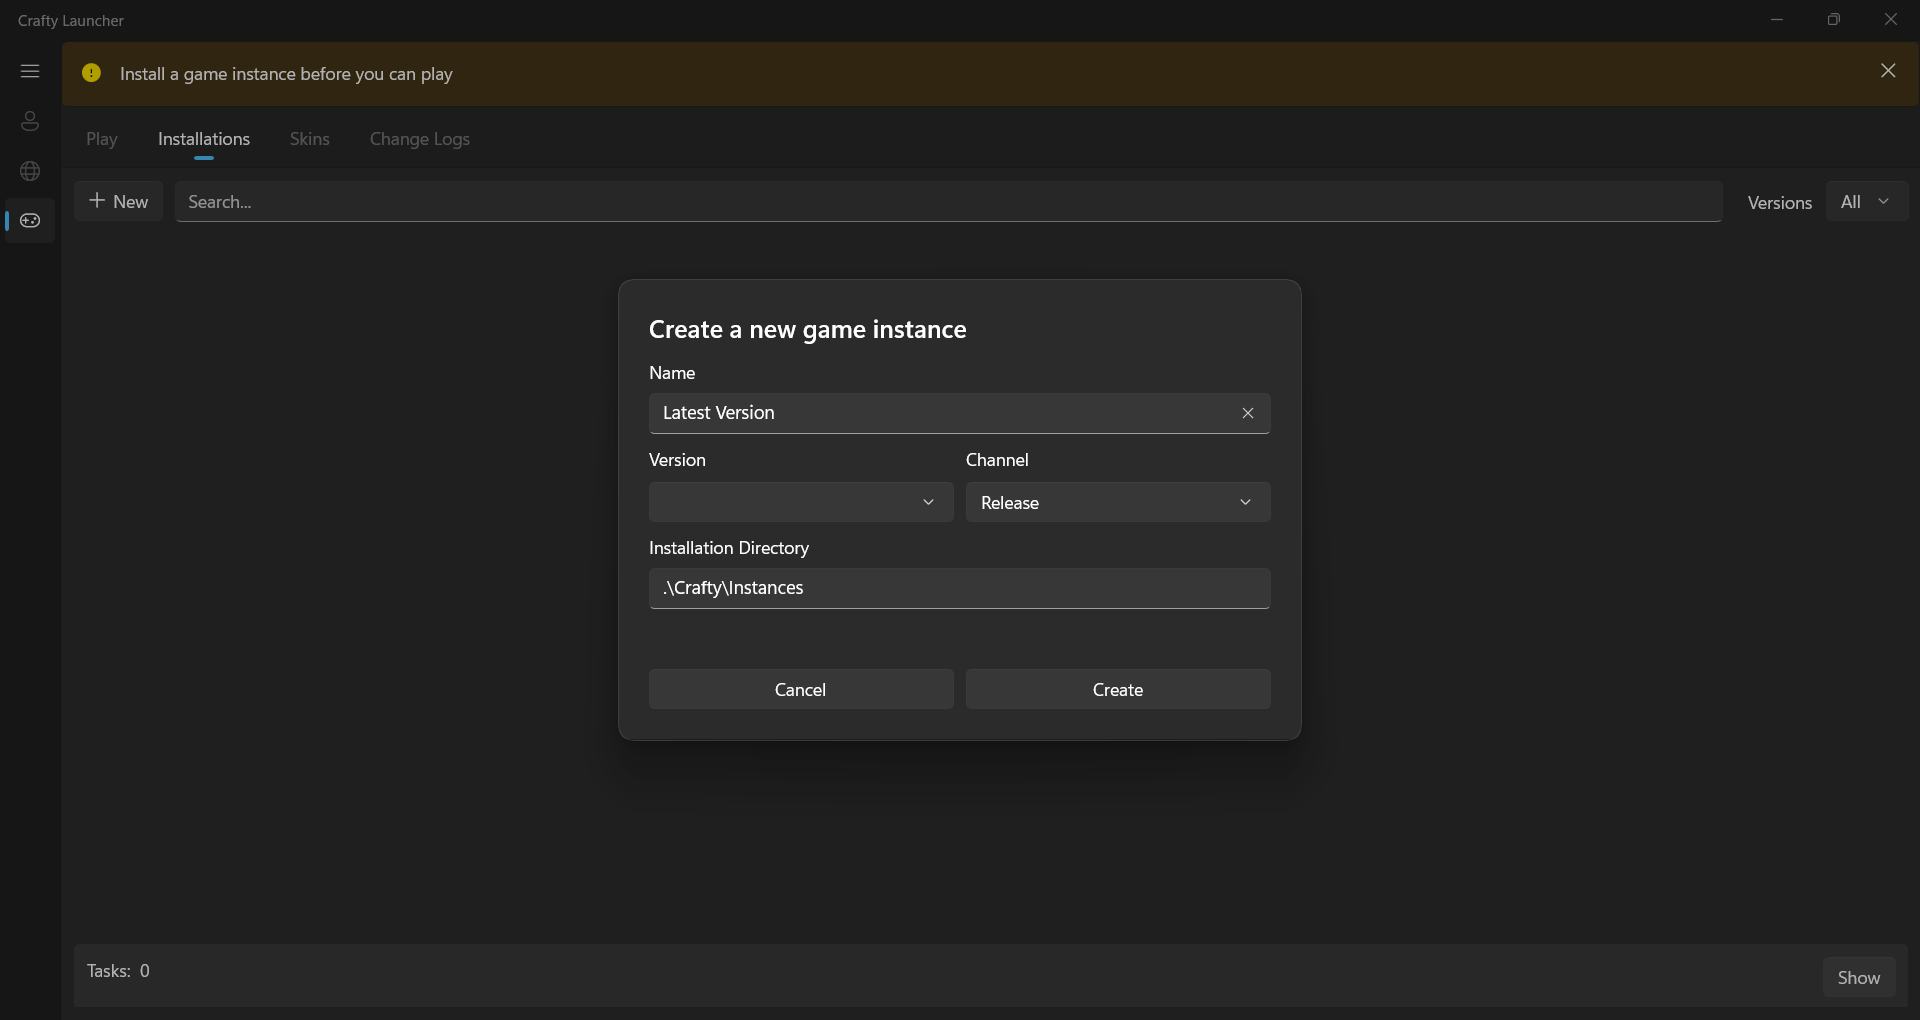 Crafty Launcher
Install a game instance before you can play
Play Installations Skins Change Logs
New Search... Versions All
Create a new game instance
Name
Latest Version
Version Channel
Release
Installation Directory
.\Crafty\Instances
Cancel Create
Tasks: 0
Show